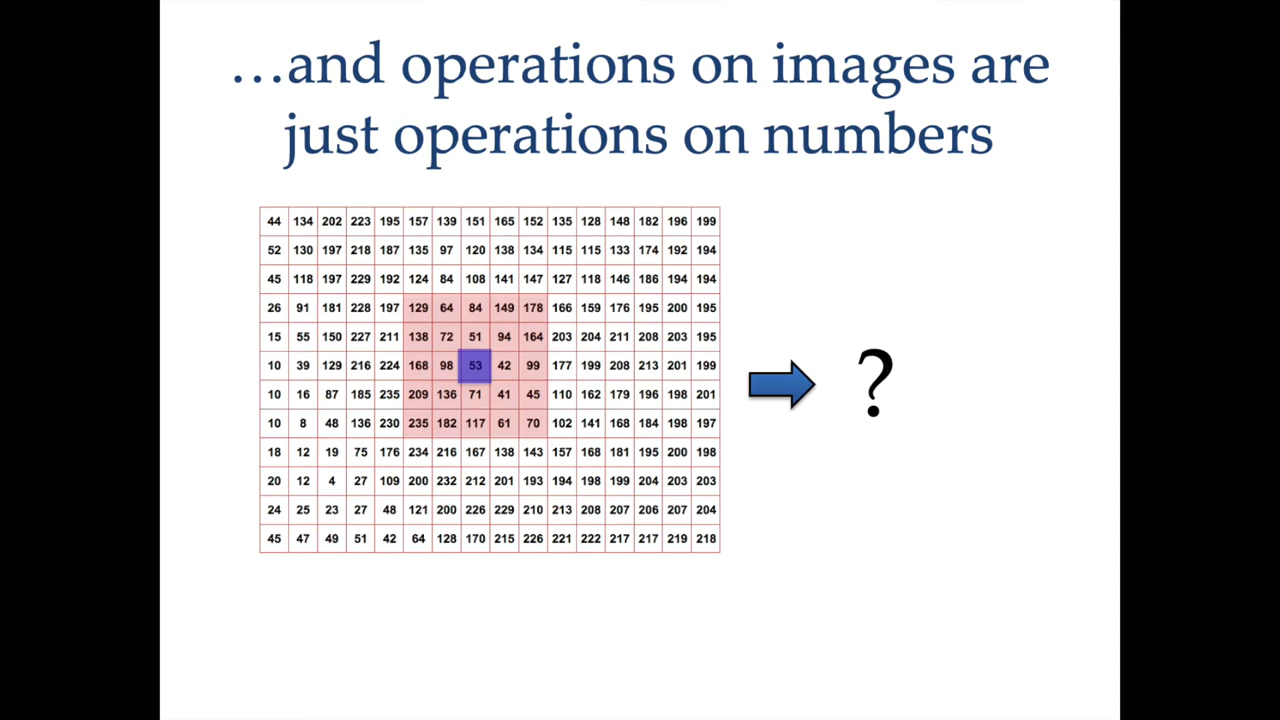 …and operations on images are
just operations on numbers
44 134 202 223 195 157 139 151 165 152 135 128 148 182 196 199
52 130 197 218 187 135 97 120 138 134 115 115 133 174 192 194
45 118 197 229 192 124 84 108 141 147 127 118 146 186 194 194
26 91 181 228 197 129 64 84 149 178 166 159 176 195 200 195
15 55 150 227 211 138 72 51 94 164 203 204 211 208 203 195
10 39 129 216 224 168 98 53 42 99 177 199 208 213 201 199
?
10 16 87 185 235 209 136 71 41 45 110 162 179 196 198 201
10 8 48 136 230 235 182 117 61 70 102 141 168 184 198 197
18 12 19 75 176 234 216 167 138 143 157 168 181 195 200 198
20 12 4 27 109 200 232 212 201 193 194 198 199 204 203 203
24 25 23 27 48 121 200 226 229 210 213 208 207 206 207 204
45 47 49 51 42 64 128 170 215 226 221 222 217 217 219 218